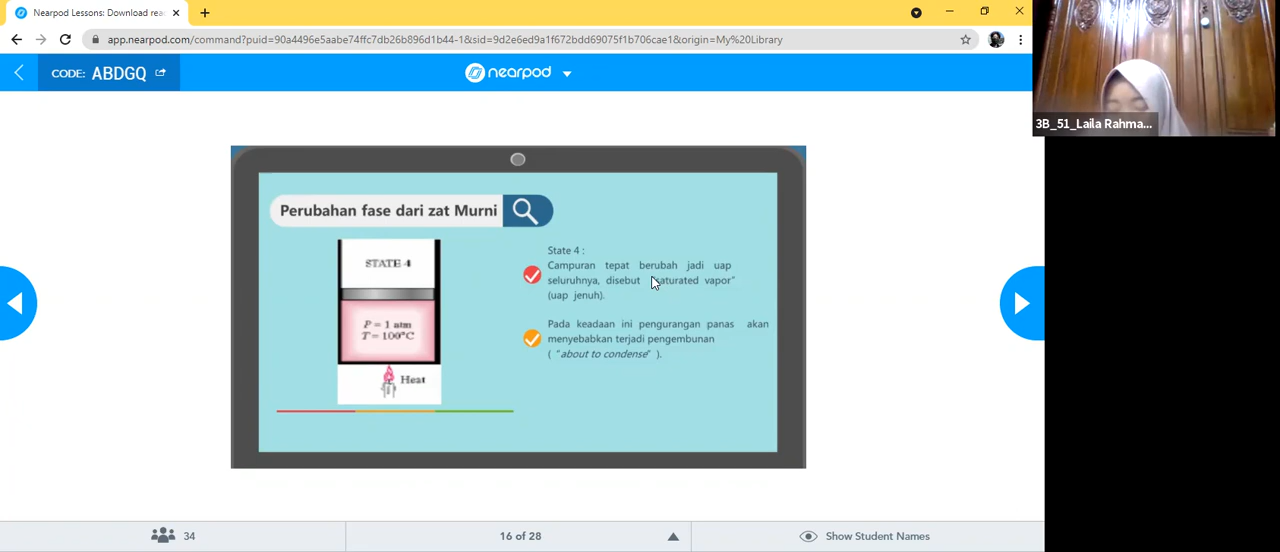 Nearpod Lessons: Download rea
app.nearpod.com/command?puid=90a4496e5aabe74ffc7db26b896d1b44-1&sid=9d2e6ed9a1f672bdd69075f1b706cae1&origin=My%20Library
CODE: ABDGQ
nearpod
3B_51_Laila Rahma...
Perubahan fase dari zat Murni
STATE 4
P = 1 atm
T = 100°C
Heat
State 4 :
Campuran tepat berubah jadi uap
seluruhnya, disebut saturated vapor"
(uap jenuh).
Pada keadaan ini pengurangan panas akan
menyebabkan terjadi pengembunan
( "about to condense" ).
34
16 of 28
Show Student Names